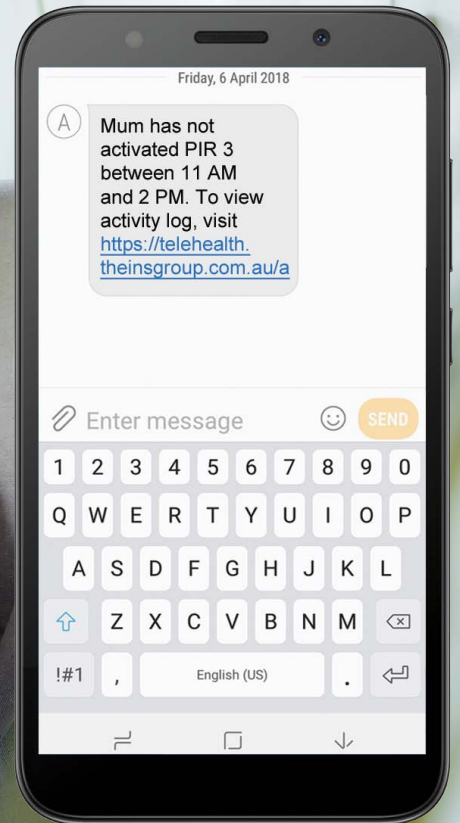 Friday, 6 April 2018
A
Mum has not
activated PIR 3
between 11 AM
and 2 PM. To view
activity log, visit
https://telehealth.
theinsgroup.com.au/a
Enter message
SEND
1 2 3 4 5 6 7 8 9 0
Q W E R T Y U I O P
A S D F G H J K L
Z X C V B N M
!#1 , English (US) .